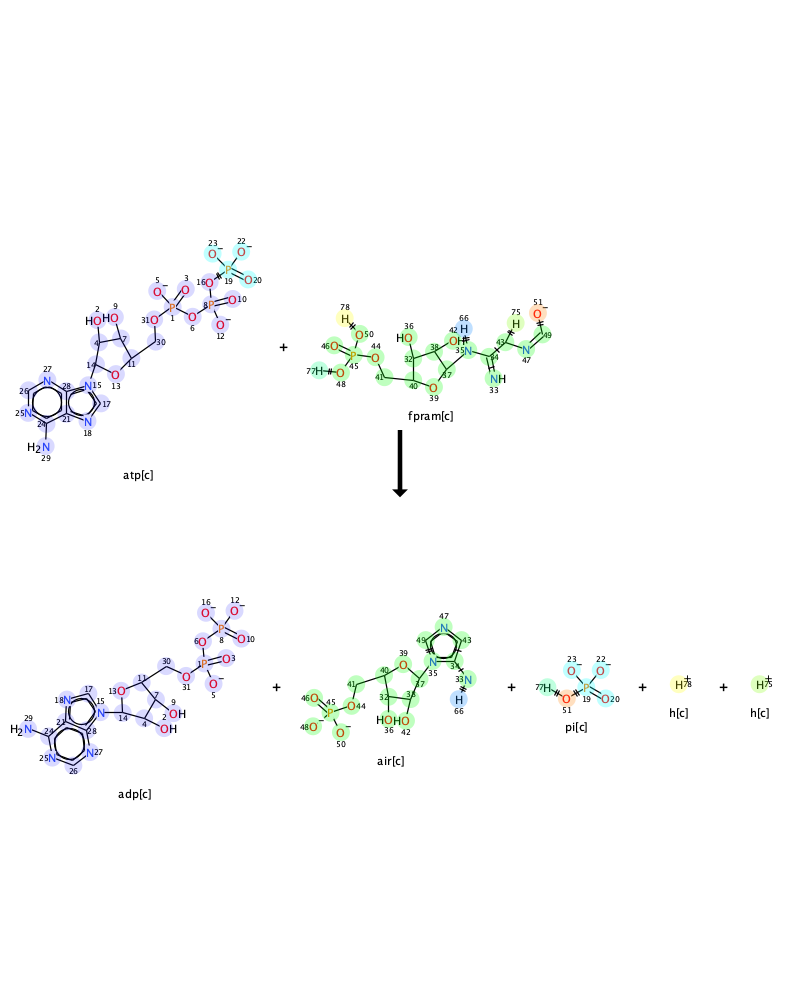 23 O− 22 O−
P 19
5 O− 3 O 16 O O 20
2 HO 9 HO P 1 8 P O 10
31 O O 6 O− 12
4 7 30
14 O 13 11
27 N 28 N 15
26 17
25 N 24 21 N 18
H2N 29
atp[c]
+
78 H O 50
46 O P 45 O 44
77 H O 48 41
36 HO 42 OH 66 H
32 38 35 N
40 O 39 37
34 43 75 H
NH 33
N 47 49 O− 51
fpram[c]
16 O− 12 O−
P 8 O 10
6 O
30 1 P O 3
O 31 O− 5
13 O 11 7 9 OH
14 4 2 OH
18 N 17 15 N
29 H2N 24 21 28
25 N 26 N 27
adp[c]
+
47 N
49 43
N 35 34
33 N
H 66
39 O 40 37
41 32 38
46 O 45 P O 44
48 O− O 50
HO 36 HO 42
air[c]
+
23 O− 22 O−
77 H O 51 P 19 O 20
pi[c]
+
H+ 78
h[c]
+
H+ 75
h[c]